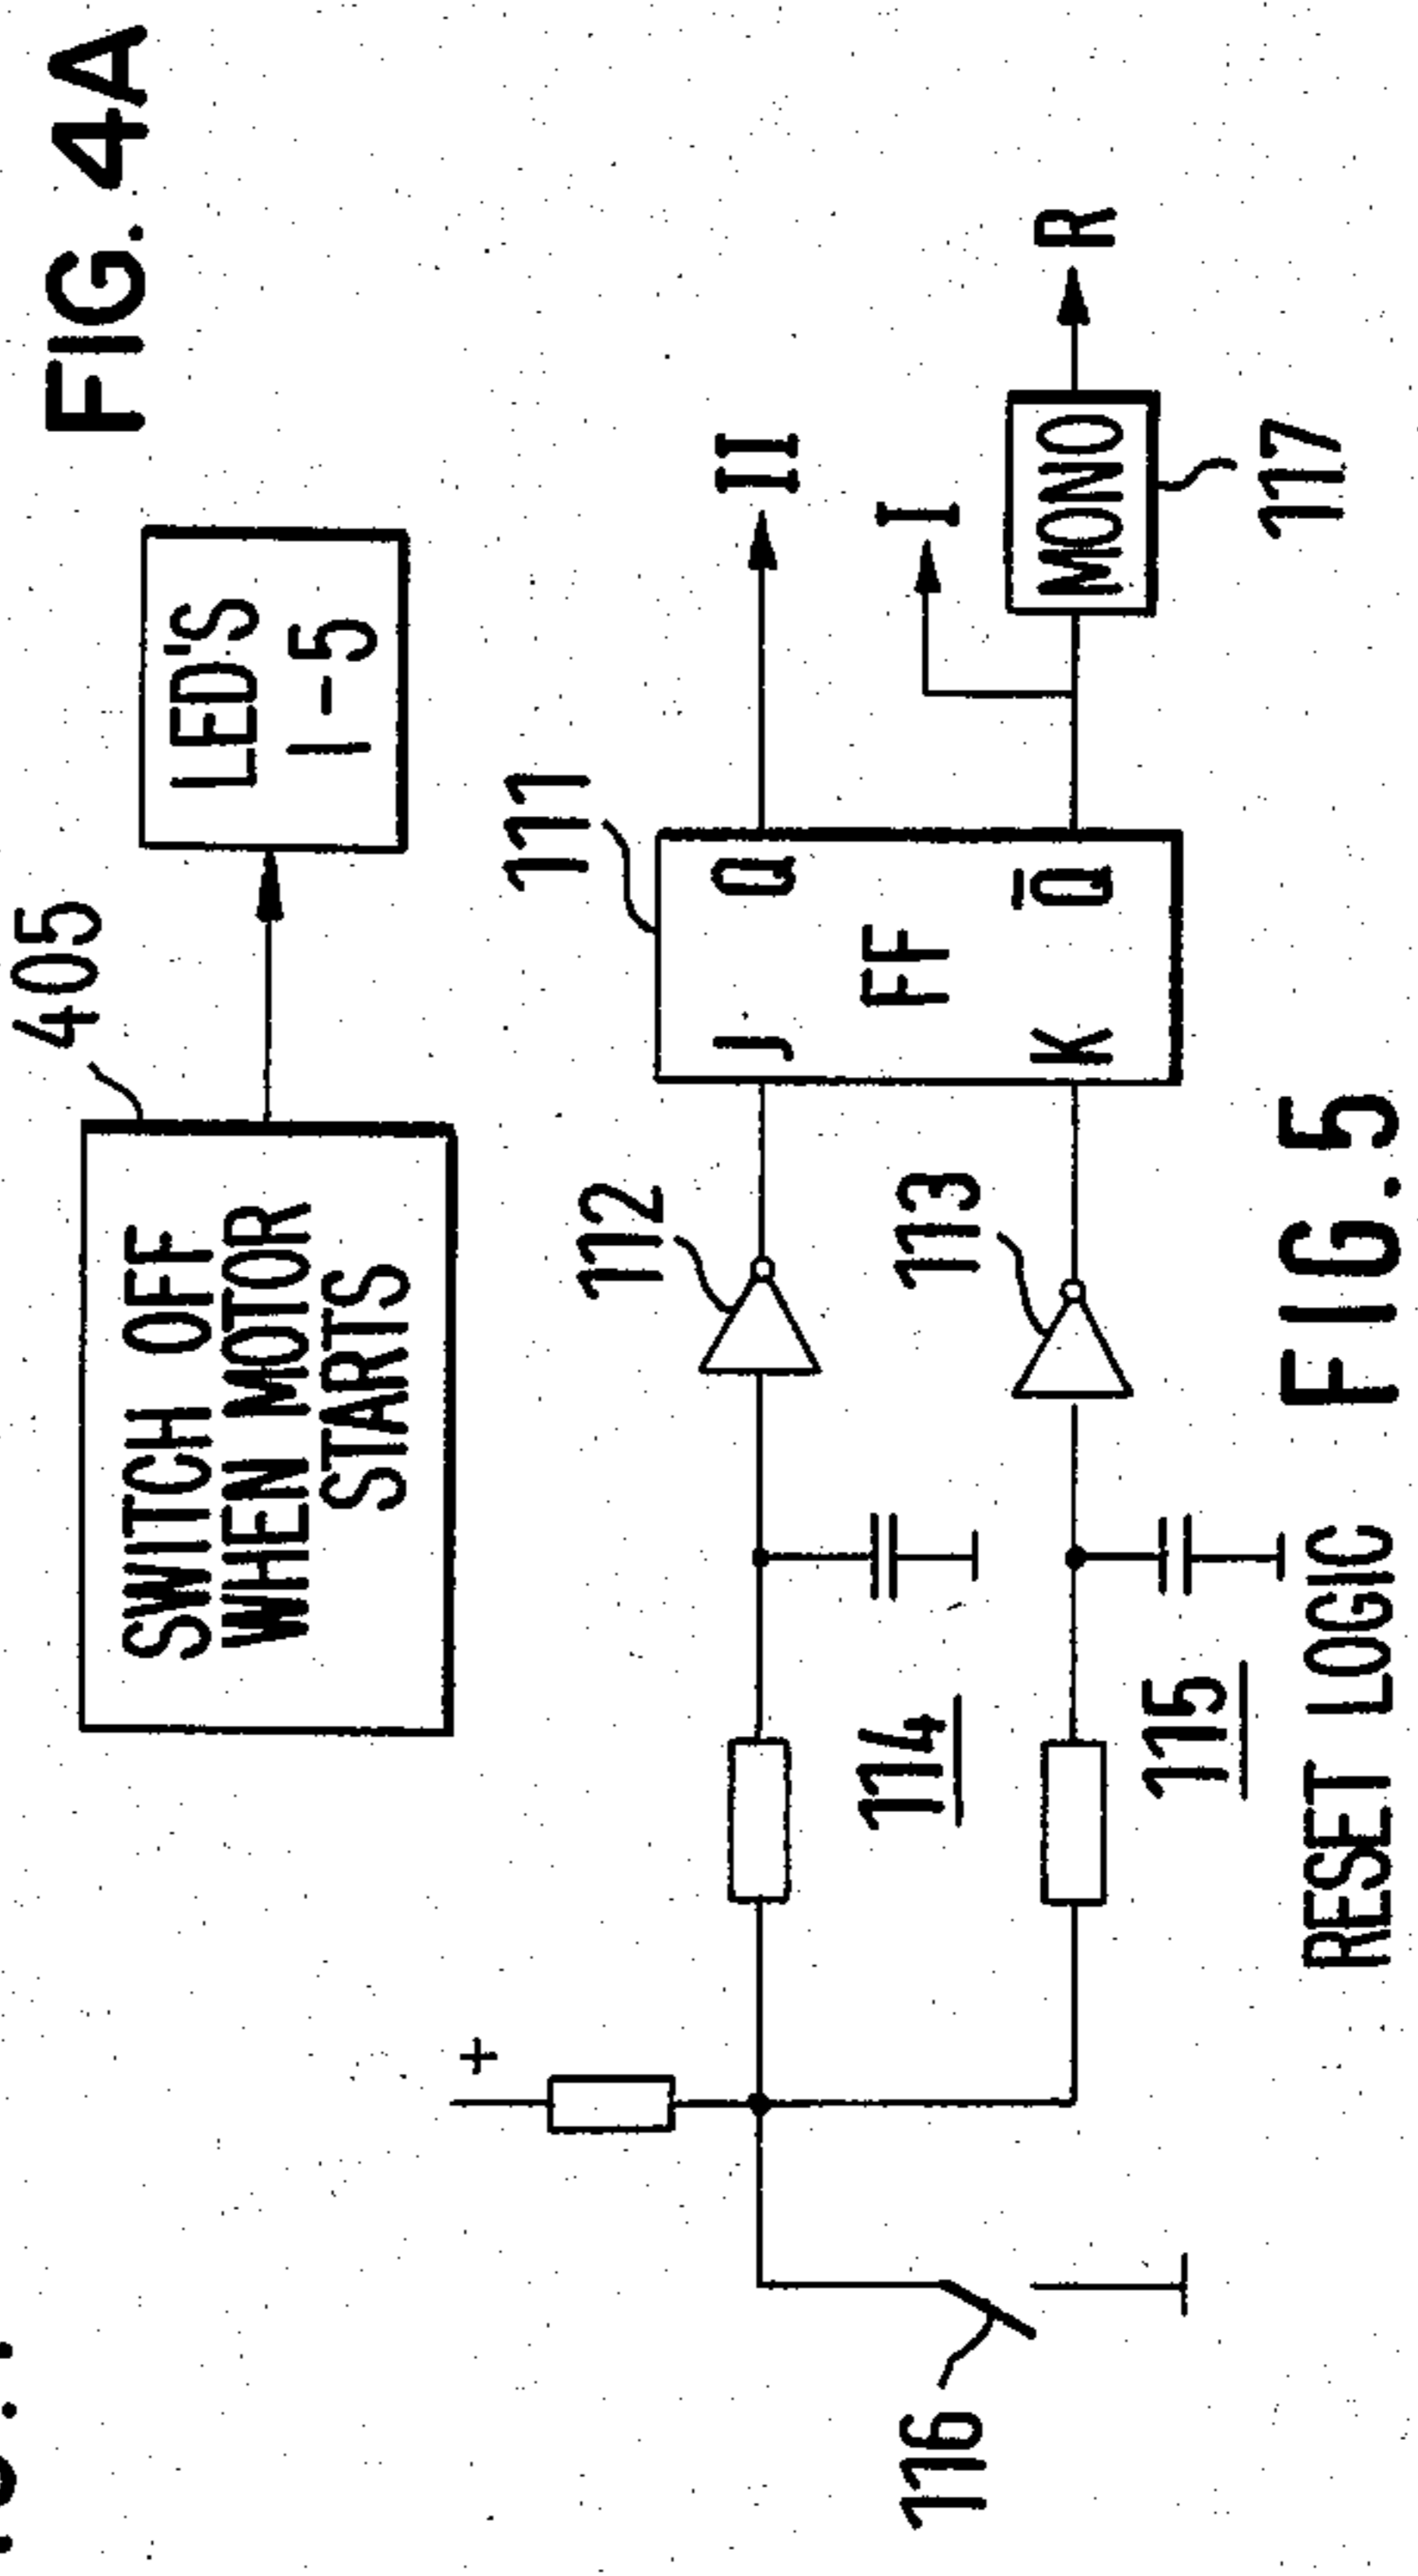 FIG. 4A
405
SWITCH OFF
WHEN MOTOR
STARTS
LED'S
1-5
111
112
J
Q
II
FF
I
113
114
K
Q̅
MONO
R
116
115
117
+
FIG. 5
RESET LOGIC